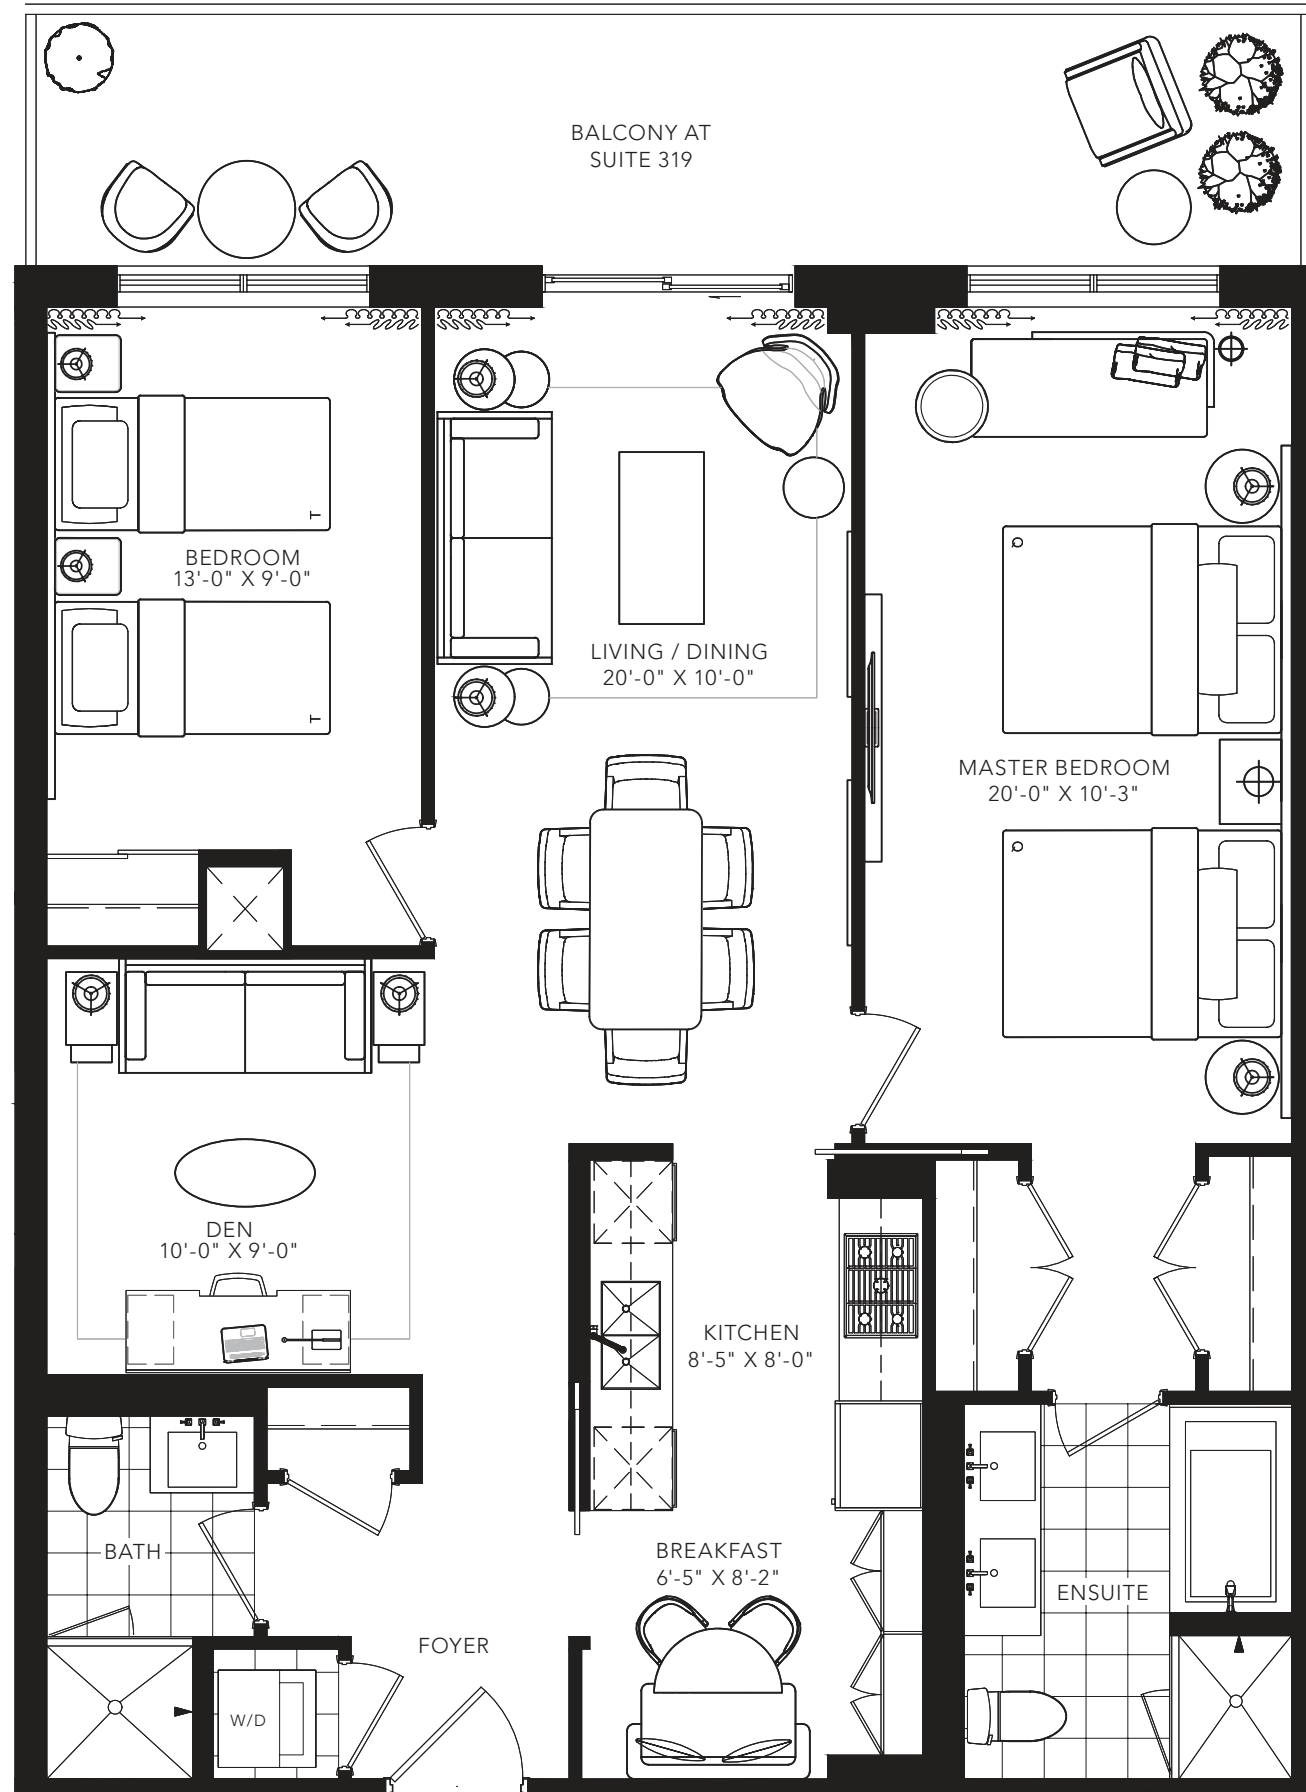 BALCONY AT
SUITE 319
BEDROOM
13'-0" X 9'-0"
T
T
LIVING / DINING
20'-0" X 10'-0"
MASTER BEDROOM
20'-0" X 10'-3"
DEN
10'-0" X 9'-0"
KITCHEN
8'-5" X 8'-0"
BATH
BREAKFAST
6'-5" X 8'-2"
ENSUITE
FOYER
W/D